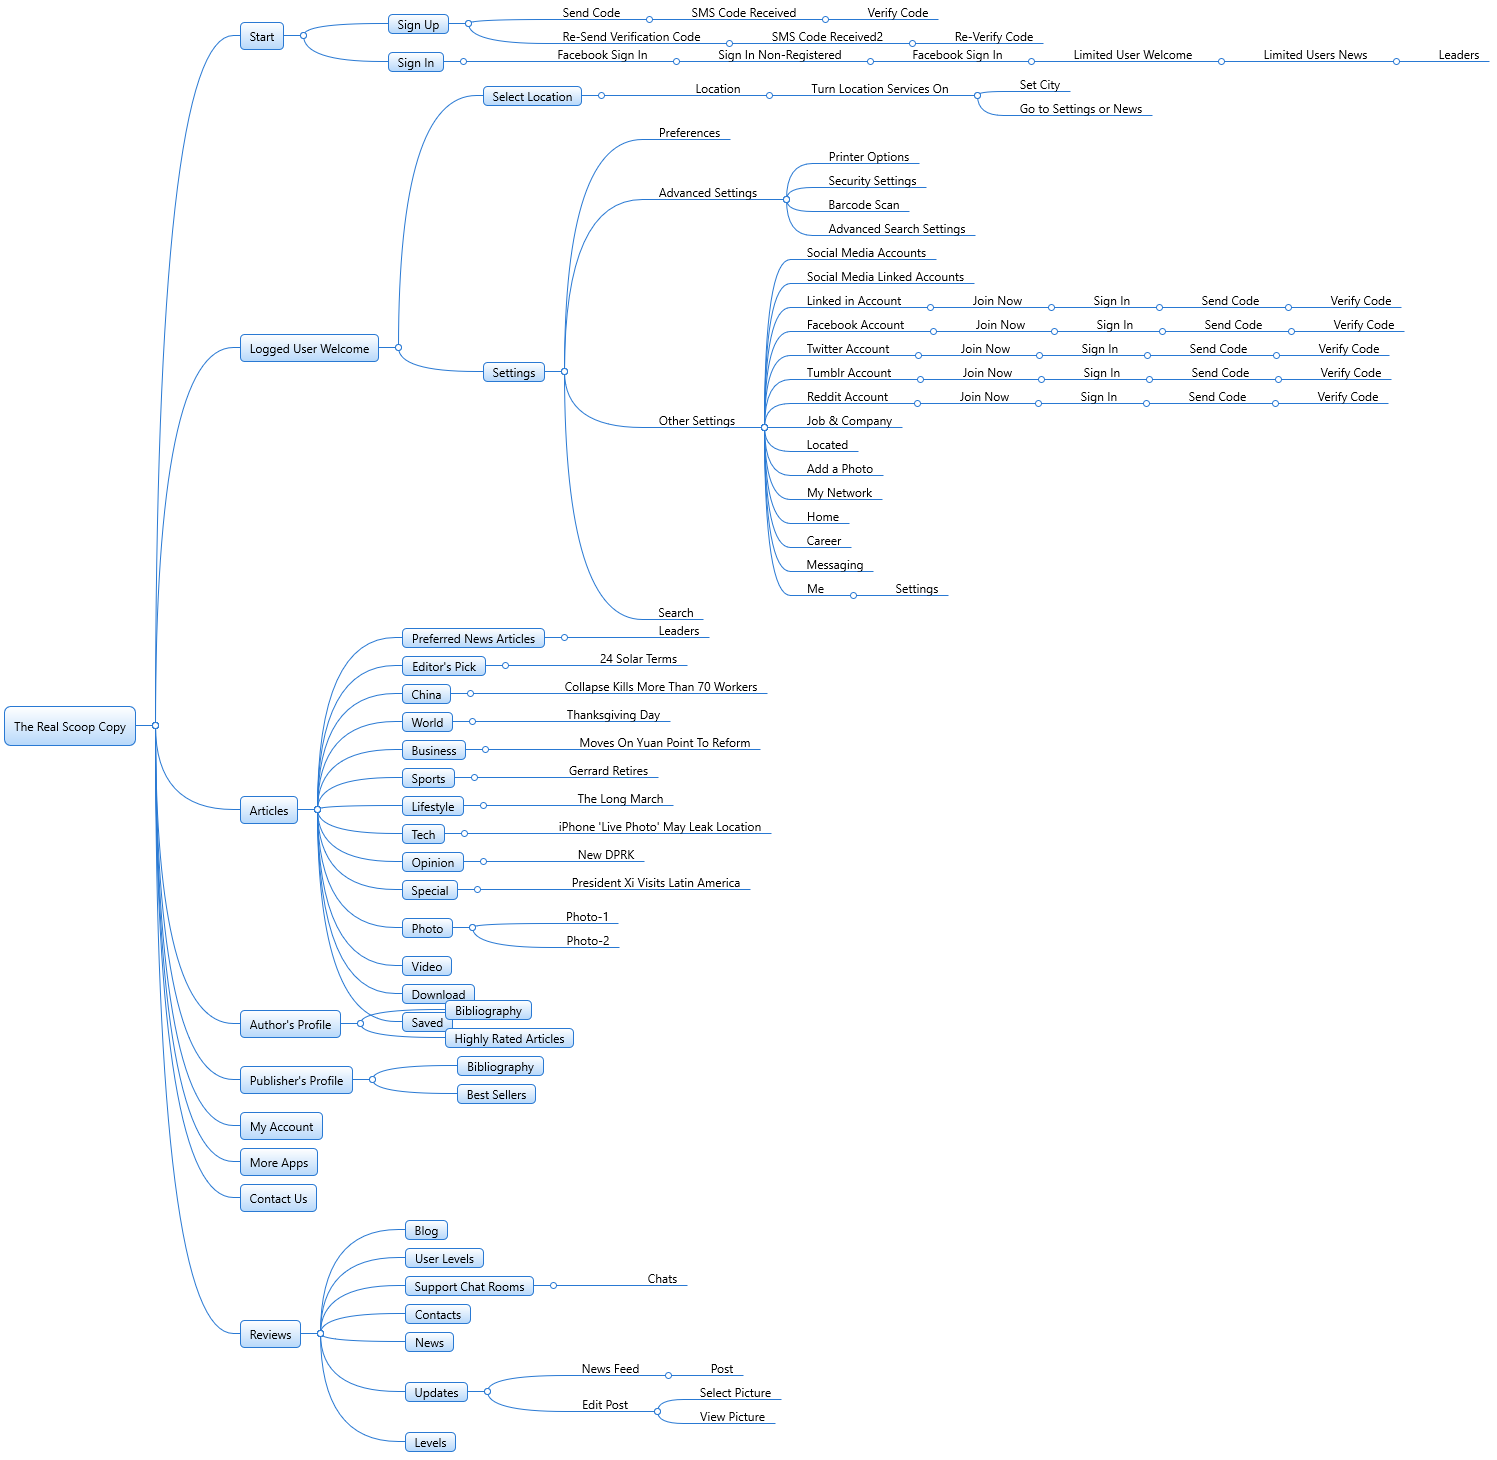 The Real Scoop Copy
Start
Sign Up
Send Code
SMS Code Received
Verify Code
Re-Send Verification Code
SMS Code Received2
Re-Verify Code
Sign In
Facebook Sign In
Sign In Non-Registered
Facebook Sign In
Limited User Welcome
Limited Users News
Leaders
Logged User Welcome
Select Location
Location
Turn Location Services On
Set City
Go to Settings or News
Settings
Preferences
Advanced Settings
Printer Options
Security Settings
Barcode Scan
Advanced Search Settings
Other Settings
Social Media Accounts
Social Media Linked Accounts
Linked in Account
Join Now
Sign In
Send Code
Verify Code
Facebook Account
Join Now
Sign In
Send Code
Verify Code
Twitter Account
Join Now
Sign In
Send Code
Verify Code
Tumblr Account
Join Now
Sign In
Send Code
Verify Code
Reddit Account
Join Now
Sign In
Send Code
Verify Code
Job & Company
Located
Add a Photo
My Network
Home
Career
Messaging
Me
Settings
Search
Articles
Preferred News Articles
Leaders
Editor's Pick
24 Solar Terms
China
Collapse Kills More Than 70 Workers
World
Thanksgiving Day
Business
Moves On Yuan Point To Reform
Sports
Gerrard Retires
Lifestyle
The Long March
Tech
iPhone 'Live Photo' May Leak Location
Opinion
New DPRK
Special
President Xi Visits Latin America
Photo
Photo-1
Photo-2
Video
Download
Saved
Author's Profile
Bibliography
Highly Rated Articles
Publisher's Profile
Bibliography
Best Sellers
My Account
More Apps
Contact Us
Reviews
Blog
User Levels
Support Chat Rooms
Chats
Contacts
News
Updates
News Feed
Post
Edit Post
Select Picture
View Picture
Levels